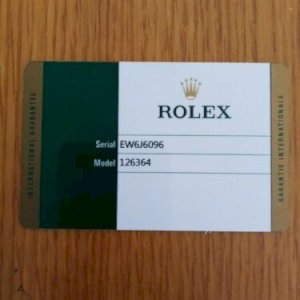 INTERNATIONAL GUARANTEE
ROLEX
Serial EW6J6096
Model 126364
GARANTIE INTERNATIONALE